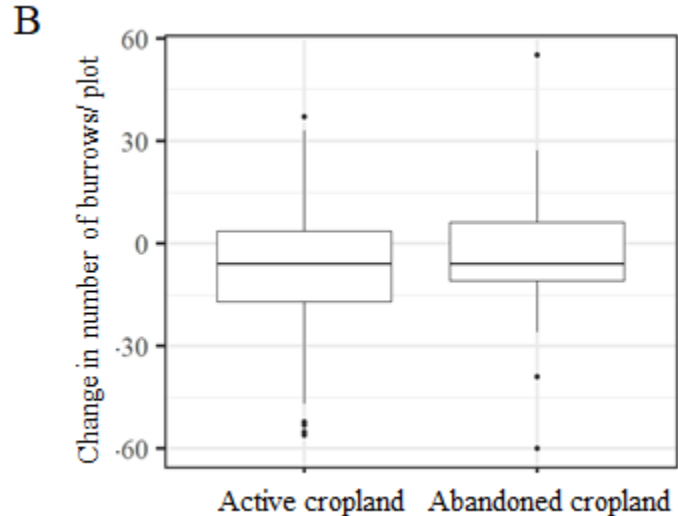 B
Change in number of burrows/ plot
60
30
0
-30
-60
Active cropland
Abandoned cropland